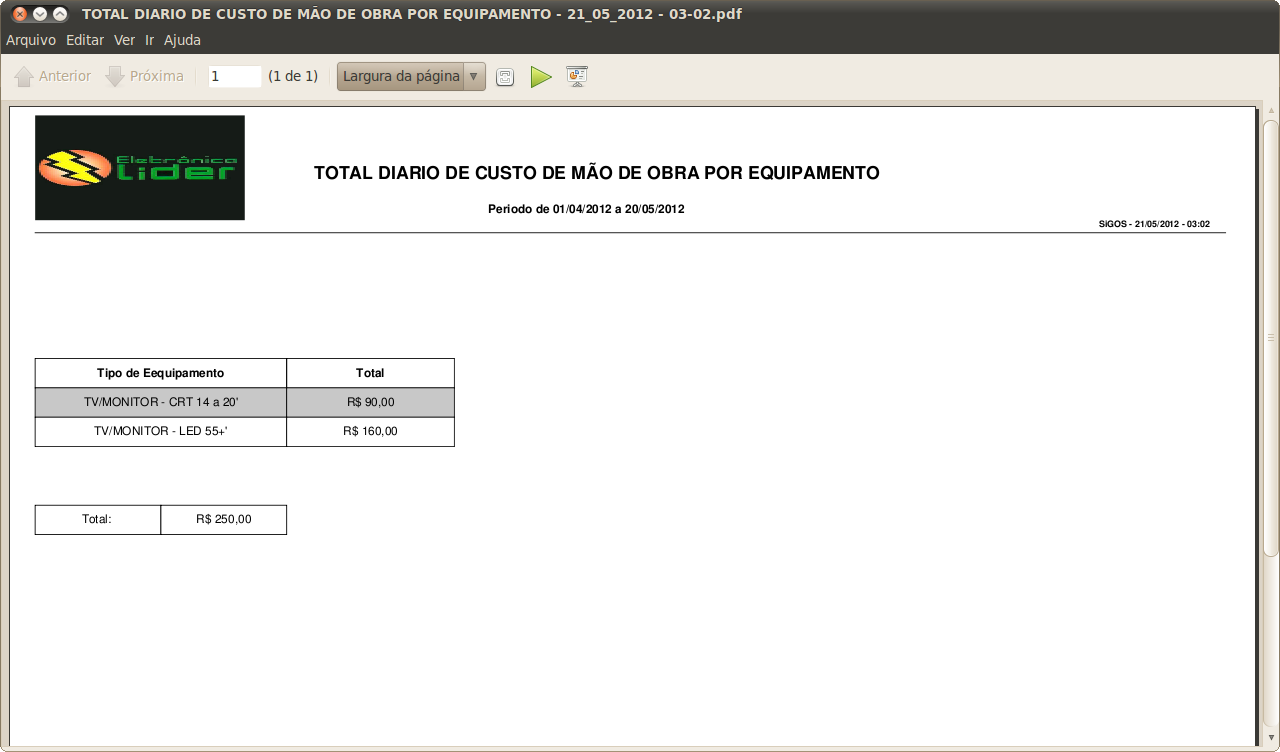 TOTAL DIARIO DE CUSTO DE MÃO DE OBRA POR EQUIPAMENTO - 21_05_2012 - 03-02.pdf
Arquivo Editar Ver Ir Ajuda
Anterior Próxima 1 (1 de 1) Largura da página
Eletrônica
Lider
TOTAL DIARIO DE CUSTO DE MÃO DE OBRA POR EQUIPAMENTO
Periodo de 01/04/2012 a 20/05/2012
SiGOS - 21/05/2012 - 03:02
Tipo de Eequipamento Total
TV/MONITOR - CRT 14 a 20' R$ 90,00
TV/MONITOR - LED 55+' R$ 160,00
Total: R$ 250,00